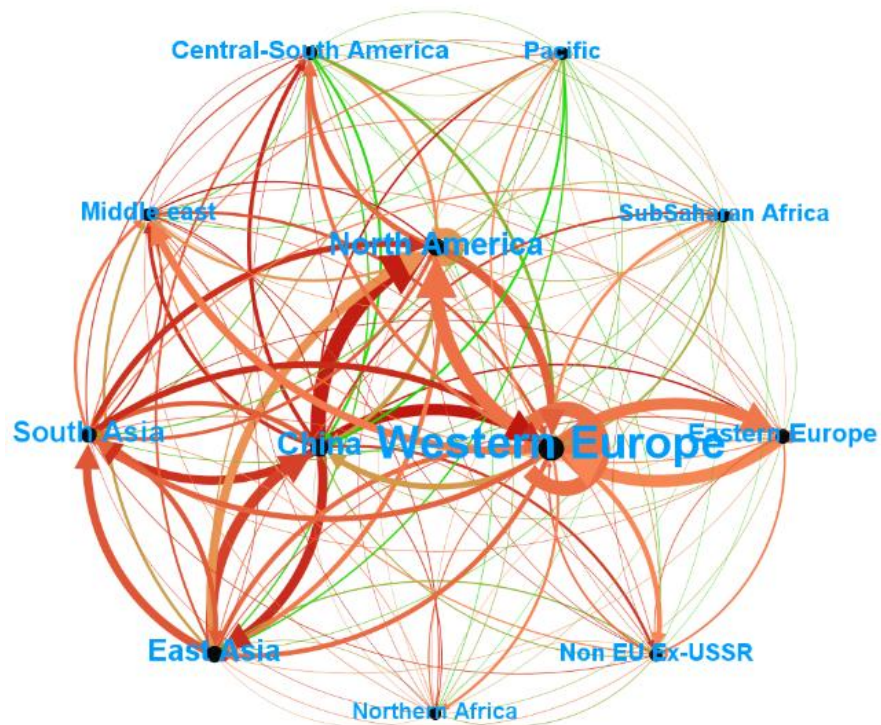 Central-South America
Pacific
Middle east
SubSaharan Africa
North America
South Asia
China
Western Europe
Eastern Europe
East Asia
Non EU Ex-USSR
Northern Africa